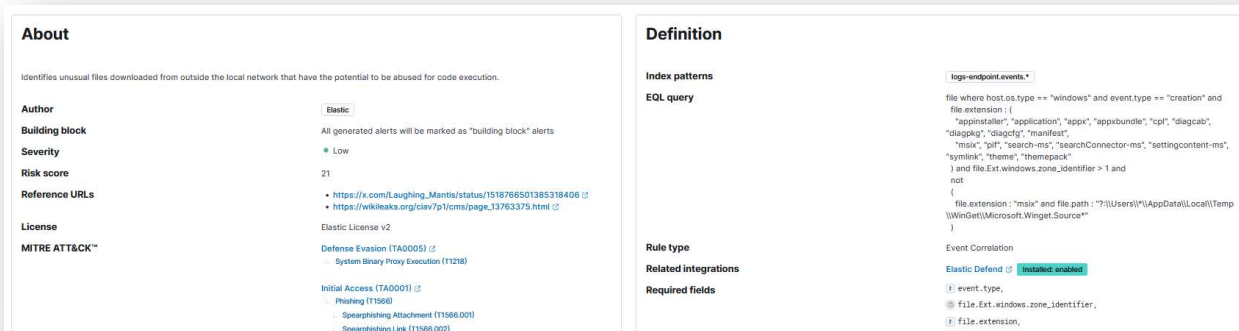 About
Identifies unusual files downloaded from outside the local network that have the potential to be abused for code execution.
Author
Elastic
Building block
All generated alerts will be marked as "building block" alerts
Severity
Low
Risk score
21
Reference URLs
https://x.com/Laughing_Mantis/status/1518766501385318406
https://wikileaks.org/ciav7p1/cms/page_13763375.html
License
Elastic License v2
MITRE ATT&CK™
Defense Evasion (TA0005)
System Binary Proxy Execution (T1218)
Initial Access (TA0001)
Phishing (T1566)
Spearphishing Attachment (T1566.001)
Spearphishing Link (T1566.002)
Definition
Index patterns
logs-endpoint.events.*
EQL query
file where host.os.type == "windows" and event.type == "creation" and
file.extension : (
"appinstaller", "application", "appx", "appxbundle", "cpl", "diagcab",
"diagpkg", "diagcfg", "manifest",
"msix", "pif", "search-ms", "searchConnector-ms", "settingcontent-ms",
"symlink", "theme", "themepack"
) and file.Ext.windows.zone_identifier > 1 and
not
(
file.extension : "msix" and file.path : "?:\\Users\\*\\AppData\\Local\\Temp
\\WinGet\\Microsoft.Winget.Source*"
)
Rule type
Event Correlation
Related integrations
Elastic Defend
Installed: enabled
Required fields
event.type,
file.Ext.windows.zone_identifier,
file.extension,